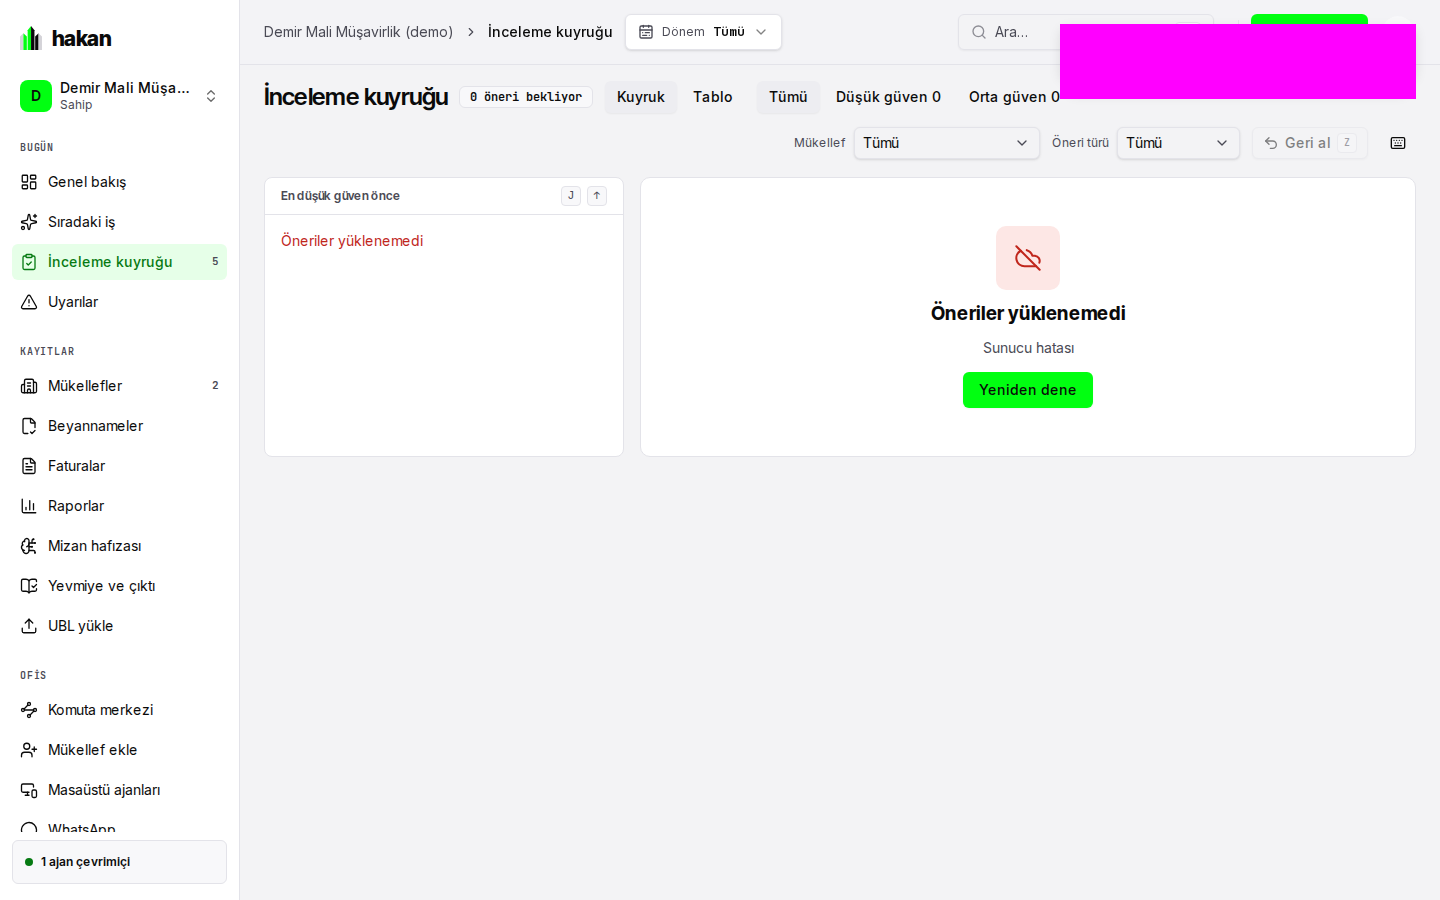 hakan
D
Demir Mali Müşa...
Sahip
BUGÜN
Genel bakış
Sıradaki iş
İnceleme kuyruğu 5
Uyarılar
KAYITLAR
Mükellefler 2
Beyannameler
Faturalar
Raporlar
Mizan hafızası
Yevmiye ve çıktı
UBL yükle
OFİS
Komuta merkezi
Mükellef ekle
Masaüstü ajanları
WhatsApp
1 ajan çevrimiçi
Demir Mali Müşavirlik (demo) > İnceleme kuyruğu Dönem Tümü Ara...
İnceleme kuyruğu 0 öneri bekliyor Kuyruk Tablo Tümü Düşük güven 0 Orta güven 0
Mükellef Tümü Öneri türü Tümü Geri al Z
En düşük güven önce J ↑
Öneriler yüklenemedi
Öneriler yüklenemedi
Sunucu hatası
Yeniden dene